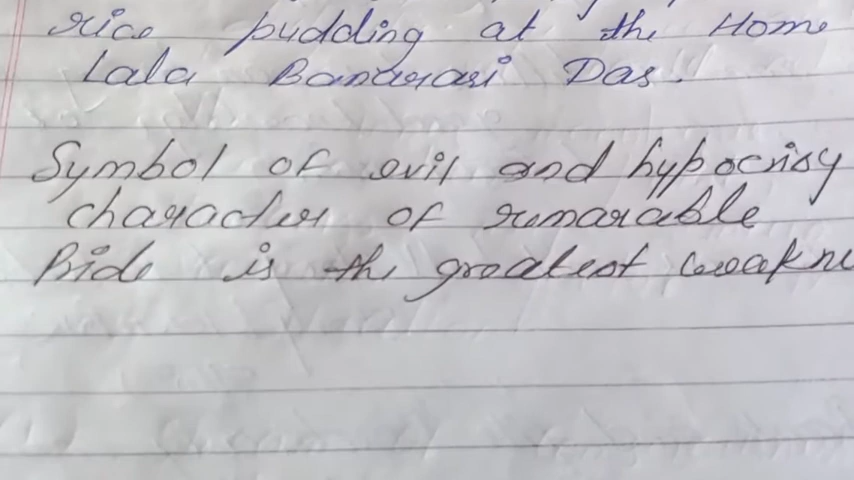 rice pudding at the Home
Lala Banarasi Das.
Symbol of evil and hypocrisy
character of remarable
Pride is the greatest weakne